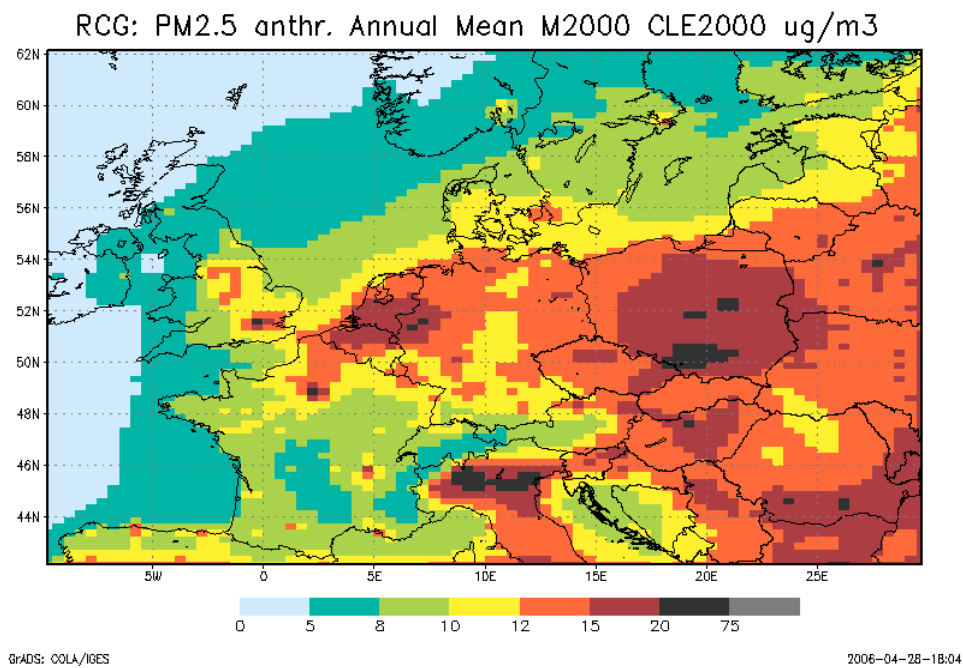 RCG: PM2.5 anthr. Annual Mean M2000 CLE2000 ug/m3
62N
60N
58N
56N
54N
52N
50N
48N
46N
44N
5W 0 5E 10E 15E 20E 25E
0 5 8 10 12 15 20 75
GrADS: COLA/IGES 2006-04-28-18:04